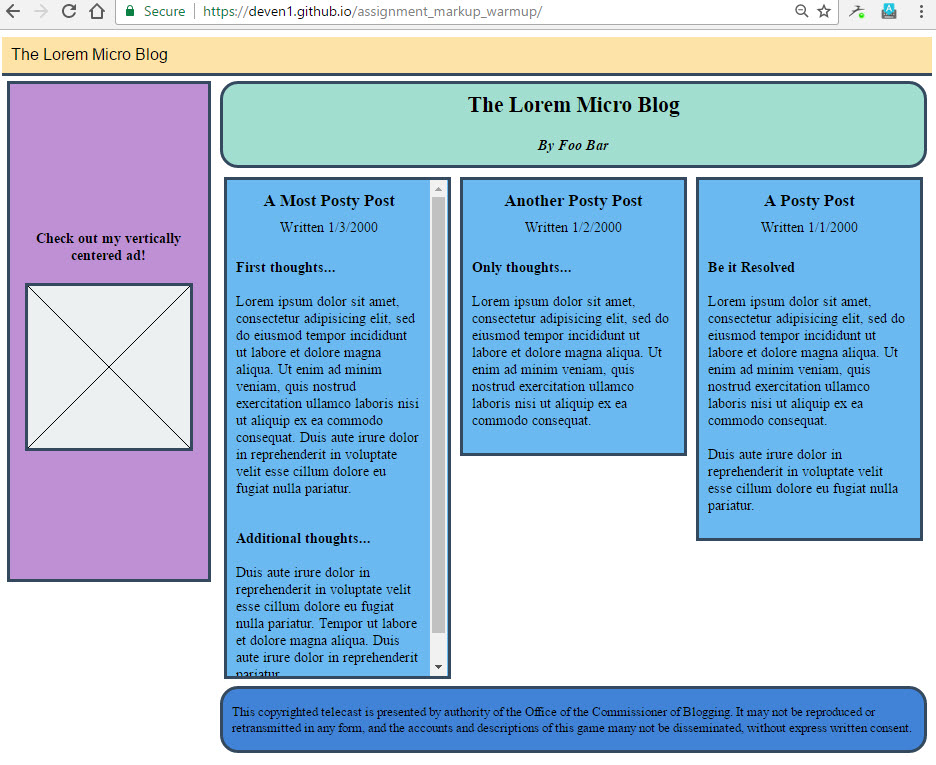 Secure | https://deven1.github.io/assignment_markup_warmup/
The Lorem Micro Blog
Check out my vertically
centered ad!
The Lorem Micro Blog
By Foo Bar
A Most Posty Post
Written 1/3/2000
First thoughts...
Lorem ipsum dolor sit amet,
consectetur adipisicing elit, sed
do eiusmod tempor incididunt
ut labore et dolore magna
aliqua. Ut enim ad minim
veniam, quis nostrud
exercitation ullamco laboris nisi
ut aliquip ex ea commodo
consequat. Duis aute irure dolor
in reprehenderit in voluptate
velit esse cillum dolore eu
fugiat nulla pariatur.
Additional thoughts...
Duis aute irure dolor in
reprehenderit in voluptate velit
esse cillum dolore eu fugiat
nulla pariatur. Tempor ut labore
et dolore magna aliqua. Duis
aute irure dolor in reprehenderit
pariatur.
Another Posty Post
Written 1/2/2000
Only thoughts...
Lorem ipsum dolor sit amet,
consectetur adipisicing elit, sed do
eiusmod tempor incididunt ut
labore et dolore magna aliqua. Ut
enim ad minim veniam, quis
nostrud exercitation ullamco
laboris nisi ut aliquip ex ea
commodo consequat.
A Posty Post
Written 1/1/2000
Be it Resolved
Lorem ipsum dolor sit amet,
consectetur adipisicing elit, sed do
eiusmod tempor incididunt ut
labore et dolore magna aliqua. Ut
enim ad minim veniam, quis
nostrud exercitation ullamco
laboris nisi ut aliquip ex ea
commodo consequat.
Duis aute irure dolor in
reprehenderit in voluptate velit
esse cillum dolore eu fugiat nulla
pariatur.
This copyrighted telecast is presented by authority of the Office of the Commissioner of Blogging. It may not be reproduced or
retransmitted in any form, and the accounts and descriptions of this game many not be disseminated, without express written consent.